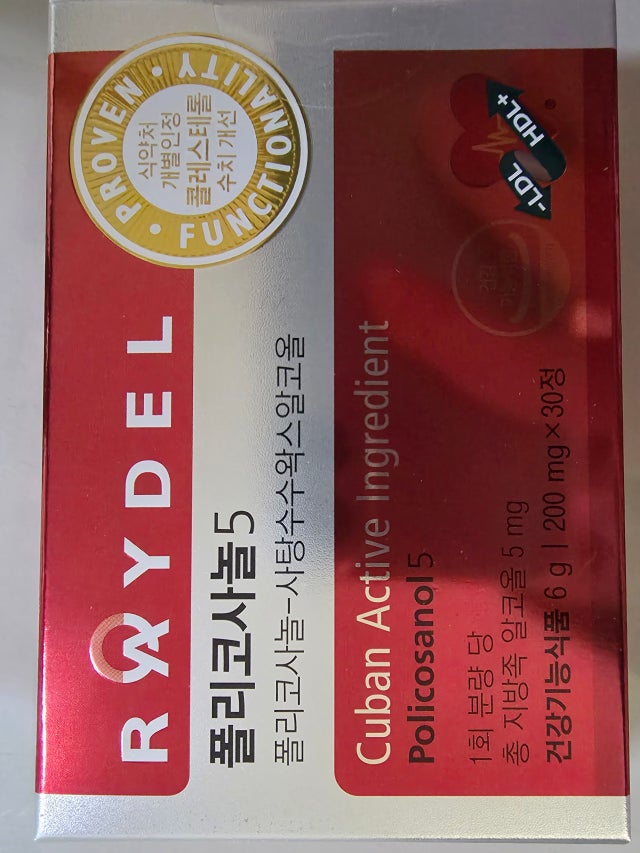 RAYDEL
· PROVEN · FUNCTIONALITY
식약처
개별인정
콜레스테롤
수치 개선
폴리코사놀5
폴리코사놀-사탕수수왁스알코올
HDL+
-LDL
®
Cuban Active Ingredient
Policosanol 5
1회 분량 당
총 지방족 알코올 5 mg
건강기능식품 6 g | 200 mg × 30정